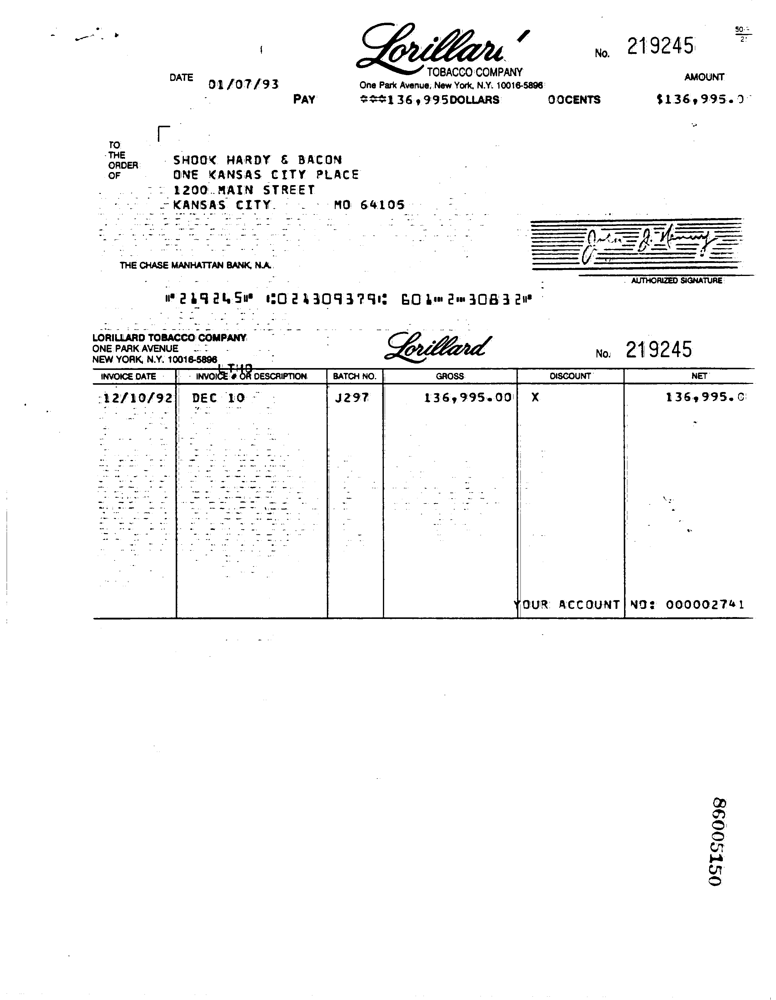 Lorillard
No. 219245
TOBACCO COMPANY
One Park Avenue, New York, N.Y. 10016-5896
DATE 01/07/93
AMOUNT
PAY ***136,995DOLLARS 00CENTS $136,995.0
TO
THE
ORDER
OF
SHOOK HARDY & BACON
ONE KANSAS CITY PLACE
1200 MAIN STREET
KANSAS CITY MO 64105
THE CHASE MANHATTAN BANK, N.A.
AUTHORIZED SIGNATURE
⑈219245⑈ ⑆021309379⑆ 601⑉2⑉30832⑈
LORILLARD TOBACCO COMPANY
ONE PARK AVENUE
NEW YORK, N.Y. 10016-5896
Lorillard
No. 219245
INVOICE DATE INVOICE # OR DESCRIPTION BATCH NO. GROSS DISCOUNT NET
12/10/92 DEC 10 J297 136,995.00 X 136,995.0
YOUR ACCOUNT NO: 000002741
86005150